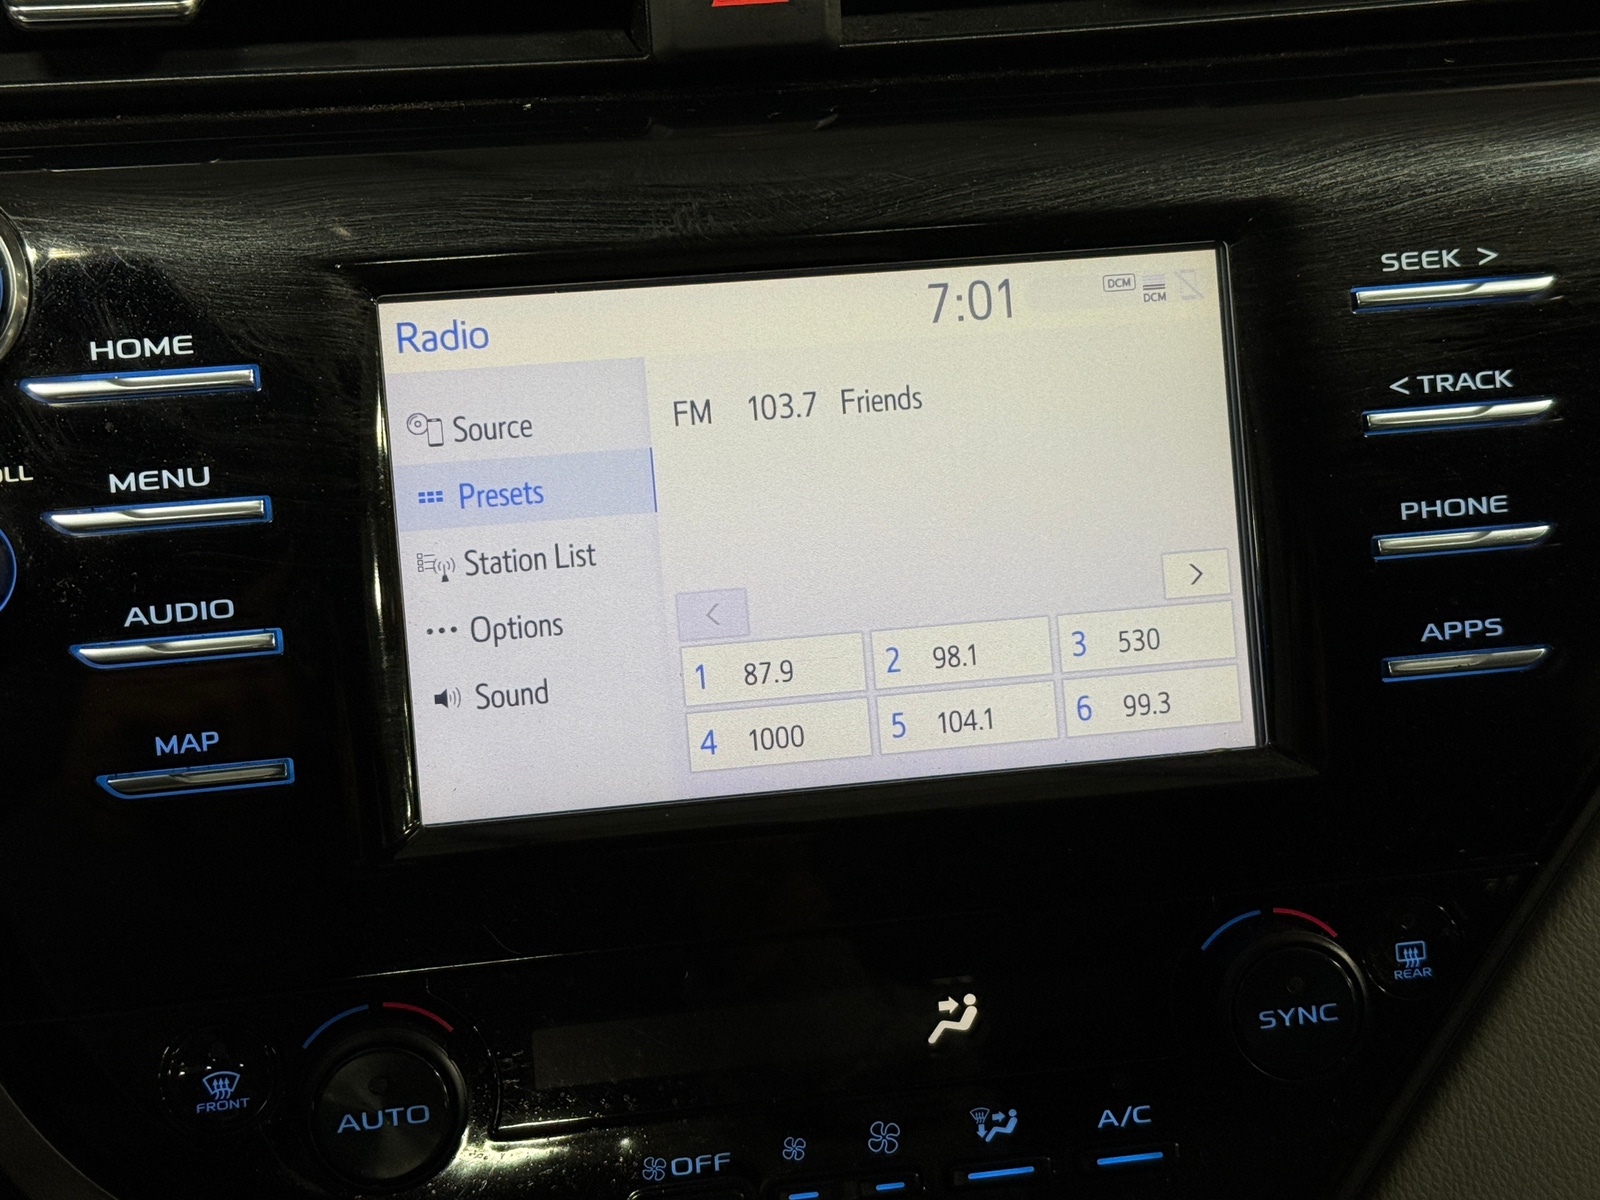 Radio
7:01
DCM
DCM
Source
Presets
Station List
Options
Sound
FM 103.7 Friends
<
>
1 87.9
2 98.1
3 530
4 1000
5 104.1
6 99.3
HOME
MENU
AUDIO
MAP
SEEK >
< TRACK
PHONE
APPS
FRONT
AUTO
OFF
A/C
SYNC
REAR